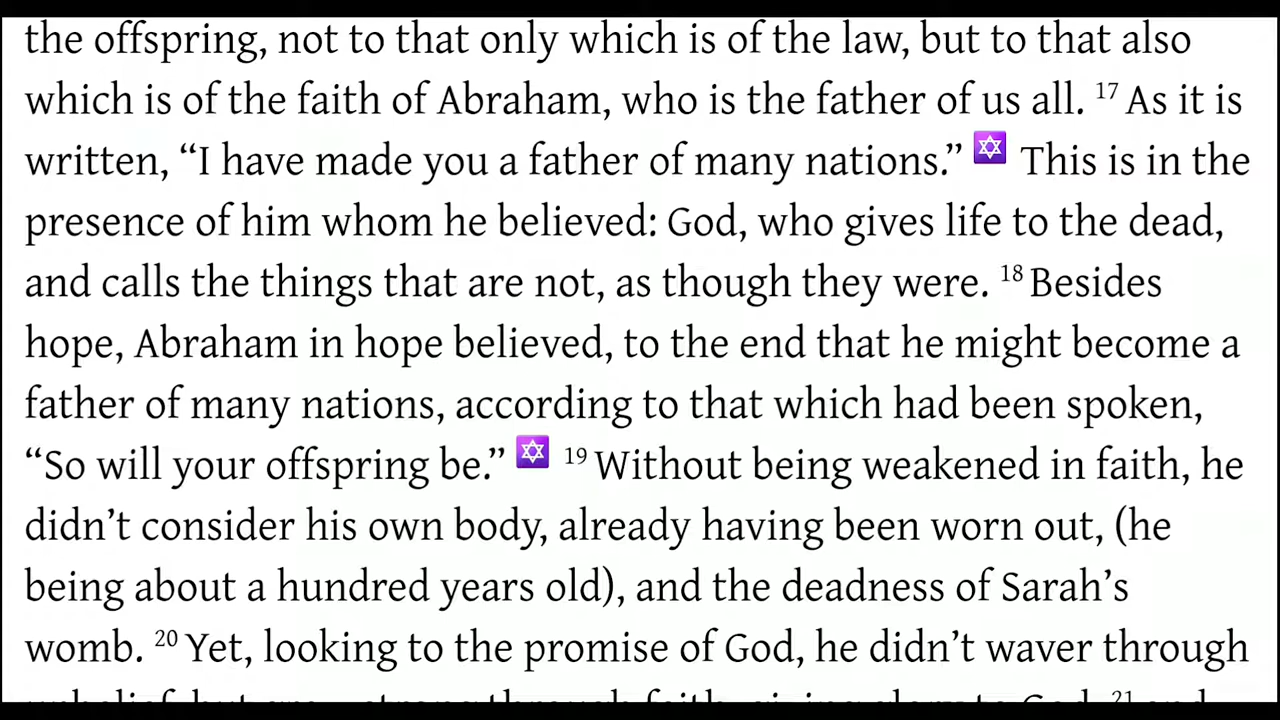 the offspring, not to that only which is of the law, but to that also
which is of the faith of Abraham, who is the father of us all. 17 As it is
written, “I have made you a father of many nations.” ✡ This is in the
presence of him whom he believed: God, who gives life to the dead,
and calls the things that are not, as though they were. 18 Besides
hope, Abraham in hope believed, to the end that he might become a
father of many nations, according to that which had been spoken,
“So will your offspring be.” ✡ 19 Without being weakened in faith, he
didn’t consider his own body, already having been worn out, (he
being about a hundred years old), and the deadness of Sarah’s
womb. 20 Yet, looking to the promise of God, he didn’t waver through